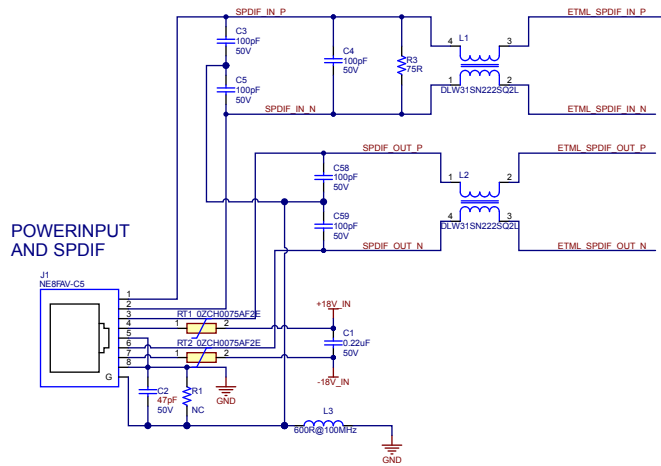 SPDIF_IN_P
ETML_SPDIF_IN_P
C3
100pF
50V
C4
100pF
50V
R3
75R
L1
4
3
1
2
DLW31SN222SQ2L
C5
100pF
50V
SPDIF_IN_N
ETML_SPDIF_IN_N
SPDIF_OUT_P
ETML_SPDIF_OUT_P
C58
100pF
50V
L2
1
2
4
3
DLW31SN222SQ2L
C59
100pF
50V
SPDIF_OUT_N
ETML_SPDIF_OUT_N
POWERINPUT
AND SPDIF
J1
NE8FAV-C5
1
2
3
4
5
6
7
8
G
RT1 0ZCH0075AF2E
1
2
RT2 0ZCH0075AF2E
1
2
+18V_IN
C1
0.22uF
50V
-18V_IN
GND
C2
47pF
50V
R1
NC
L3
600R@100MHz
GND